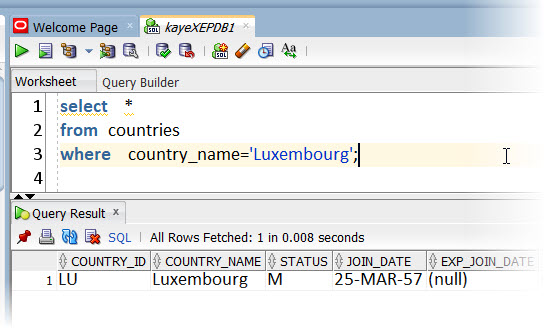 Welcome Page kayeXEPDB1
Worksheet Query Builder
1 select *
2 from countries
3 where country_name='Luxembourg';
4
Query Result
SQL All Rows Fetched: 1 in 0.008 seconds
COUNTRY_ID COUNTRY_NAME STATUS JOIN_DATE EXP_JOIN_DATE
1 LU Luxembourg M 25-MAR-57 (null)